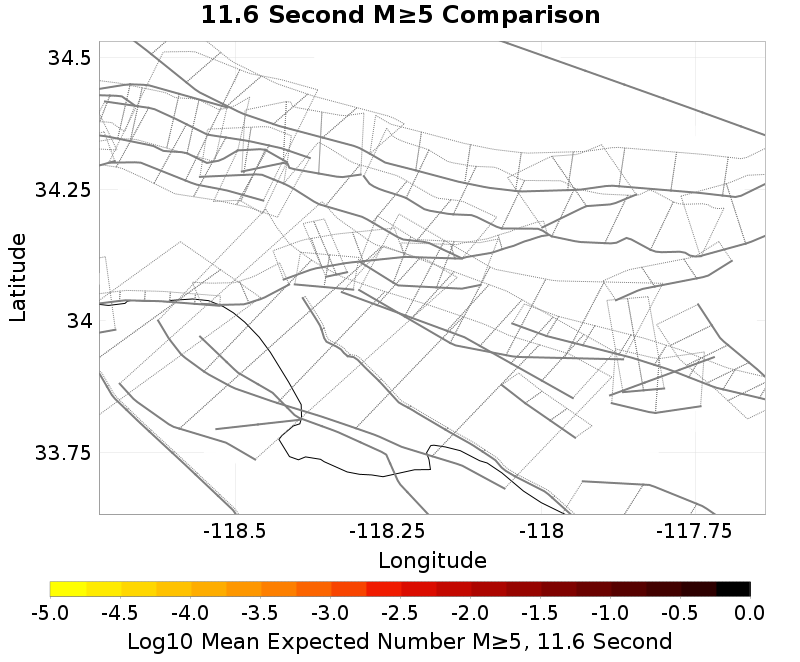 11.6 Second M≥5 Comparison
34.5
34.25
34
33.75
Latitude
-118.5
-118.25
-118
-117.75
Longitude
-5.0 -4.5 -4.0 -3.5 -3.0 -2.5 -2.0 -1.5 -1.0 -0.5 0.0
Log10 Mean Expected Number M≥5, 11.6 Second